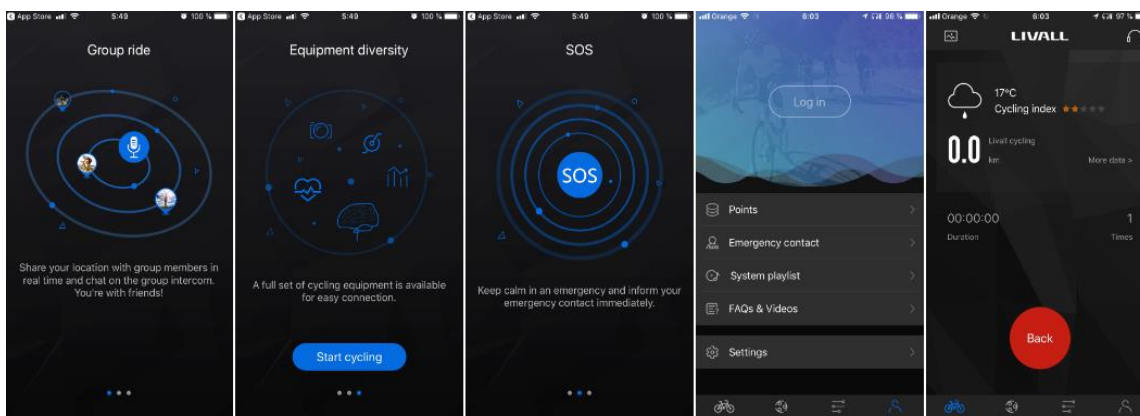 App Store 5:49 100 %
Group ride
Share your location with group members in
real time and chat on the group intercom.
You're with friends!
App Store 5:49 100 %
Equipment diversity
A full set of cycling equipment is available
for easy connection.
Start cycling
App Store 5:49 100 %
SOS
SOS
Keep calm in an emergency and inform your
emergency contact immediately.
Orange 6:03 96 %
Log in
Points
Emergency contact
System playlist
FAQs & Videos
Settings
Orange 6:03 97 %
LIVALL
17°C
Cycling index
0.0 Livall cycling
km More data >
00:00:00 1
Duration Times
Back